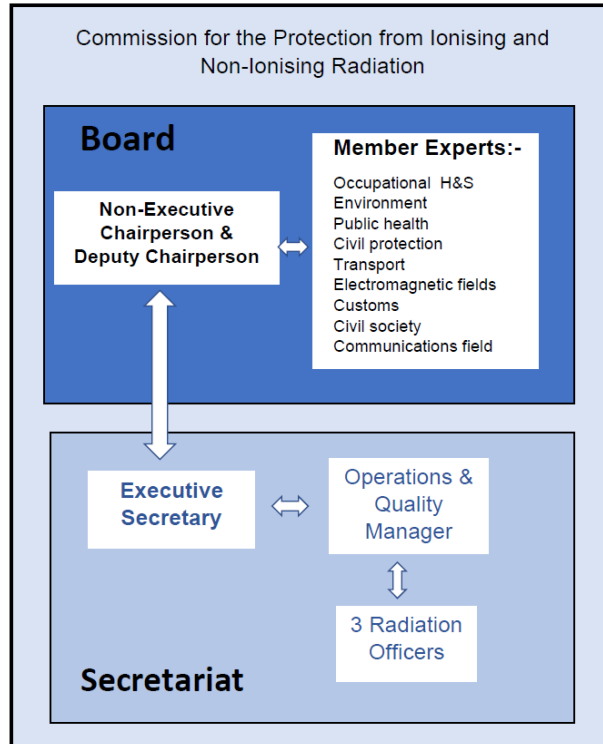 Commission for the Protection from Ionising and
Non-Ionising Radiation
Board
Non-Executive
Chairperson &
Deputy Chairperson
Member Experts:-
Occupational H&S
Environment
Public health
Civil protection
Transport
Electromagnetic fields
Customs
Civil society
Communications field
Executive
Secretary
Operations &
Quality
Manager
3 Radiation
Officers
Secretariat